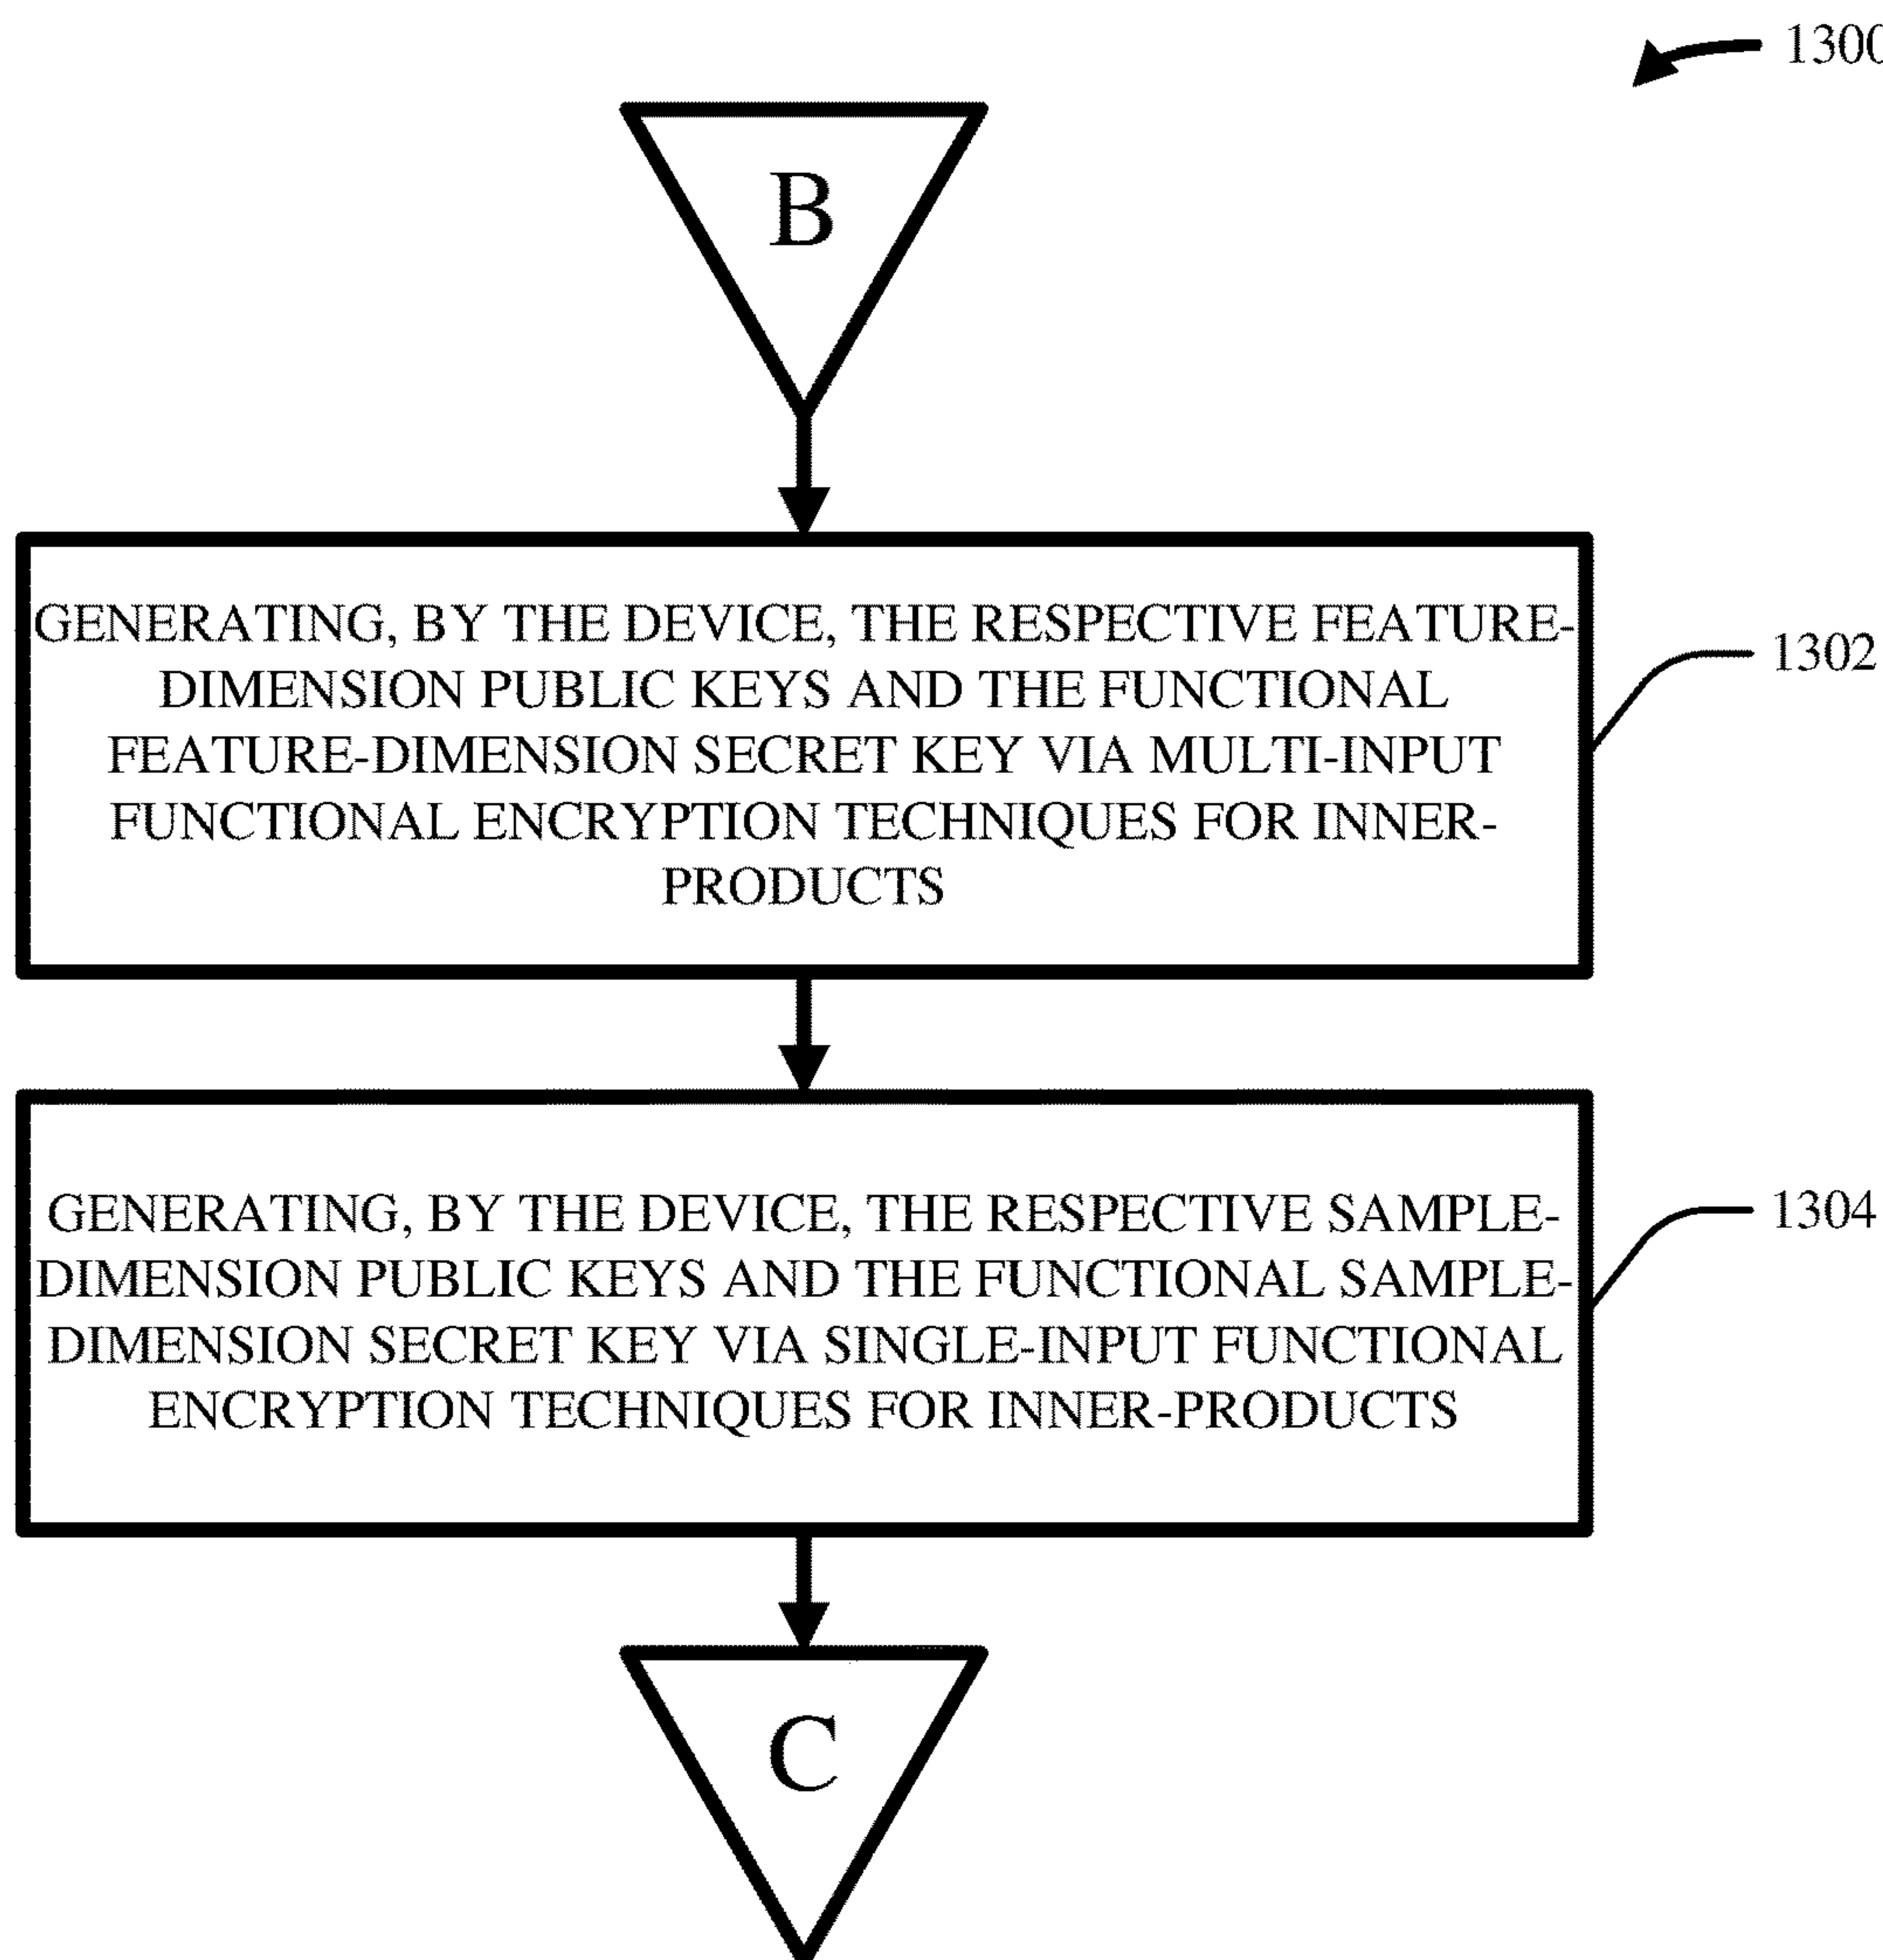 1300
B
GENERATING, BY THE DEVICE, THE RESPECTIVE FEATURE-
DIMENSION PUBLIC KEYS AND THE FUNCTIONAL
FEATURE-DIMENSION SECRET KEY VIA MULTI-INPUT
FUNCTIONAL ENCRYPTION TECHNIQUES FOR INNER-
PRODUCTS
1302
GENERATING, BY THE DEVICE, THE RESPECTIVE SAMPLE-
DIMENSION PUBLIC KEYS AND THE FUNCTIONAL SAMPLE-
DIMENSION SECRET KEY VIA SINGLE-INPUT FUNCTIONAL
ENCRYPTION TECHNIQUES FOR INNER-PRODUCTS
1304
C